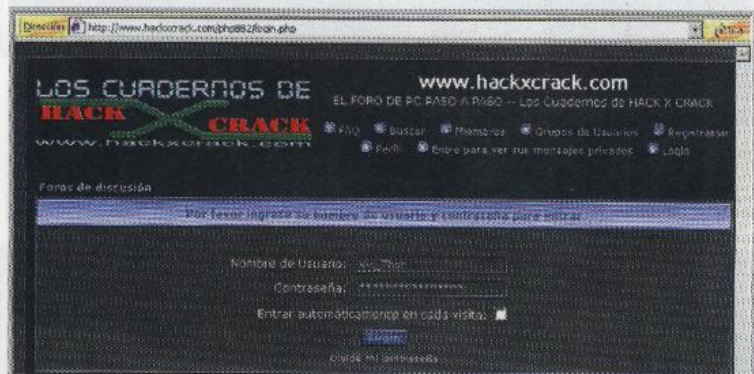 Dirección http://www.hackxcrack.com/phpBB2/login.php
LOS CUADERNOS DE
HACK X CRACK
www.hackxcrack.com
www.hackxcrack.com
EL FORO DE PC PASO A PASO -- Los Cuadernos de HACK X CRACK
FAQ Buscar Miembros Grupos de Usuarios Registrarse
Perfil Entre para ver sus mensajes privados Login
Foros de discusión
Por favor ingrese su nombre de usuario y contraseña para entrar
Nombre de Usuario: Vic_Thor
Contraseña: ******************
Entrar automáticamente en cada visita:
Olvidé mi contraseña